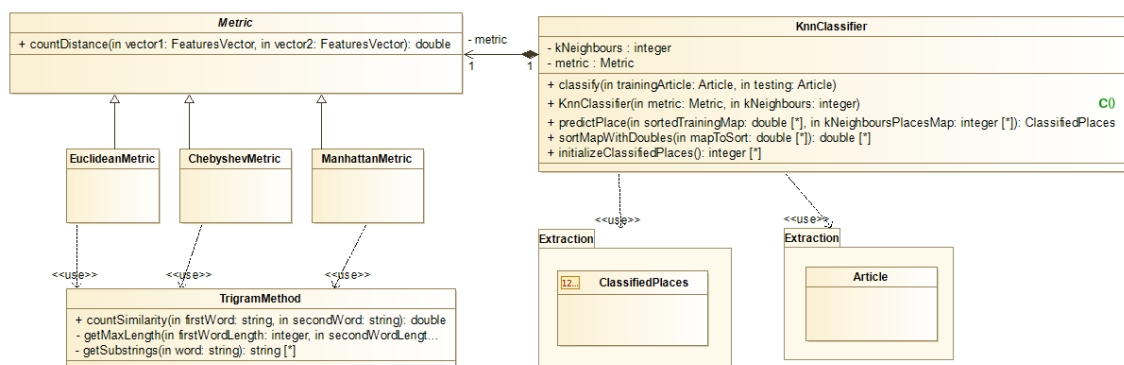 Metric
+ countDistance(in vector1: FeaturesVector, in vector2: FeaturesVector): double
- metric
1
1
KnnClassifier
- kNeighbours : integer
- metric : Metric
+ classify(in trainingArticle: Article, in testing: Article)
+ KnnClassifier(in metric: Metric, in kNeighbours: integer) C()
+ predictPlace(in sortedTrainingMap: double [*], in kNeighboursPlacesMap: integer [*]): ClassifiedPlaces
+ sortMapWithDoubles(in mapToSort: double [*]): double [*]
+ initializeClassifiedPlaces(): integer [*]
EuclideanMetric
ChebyshevMetric
ManhattanMetric
<<use>>
<<use>>
<<use>>
<<use>>
<<use>>
TrigramMethod
+ countSimilarity(in firstWord: string, in secondWord: string): double
- getMaxLength(in firstWordLength: integer, in secondWordLengt...
- getSubstrings(in word: string): string [*]
Extraction
12...
ClassifiedPlaces
Extraction
Article